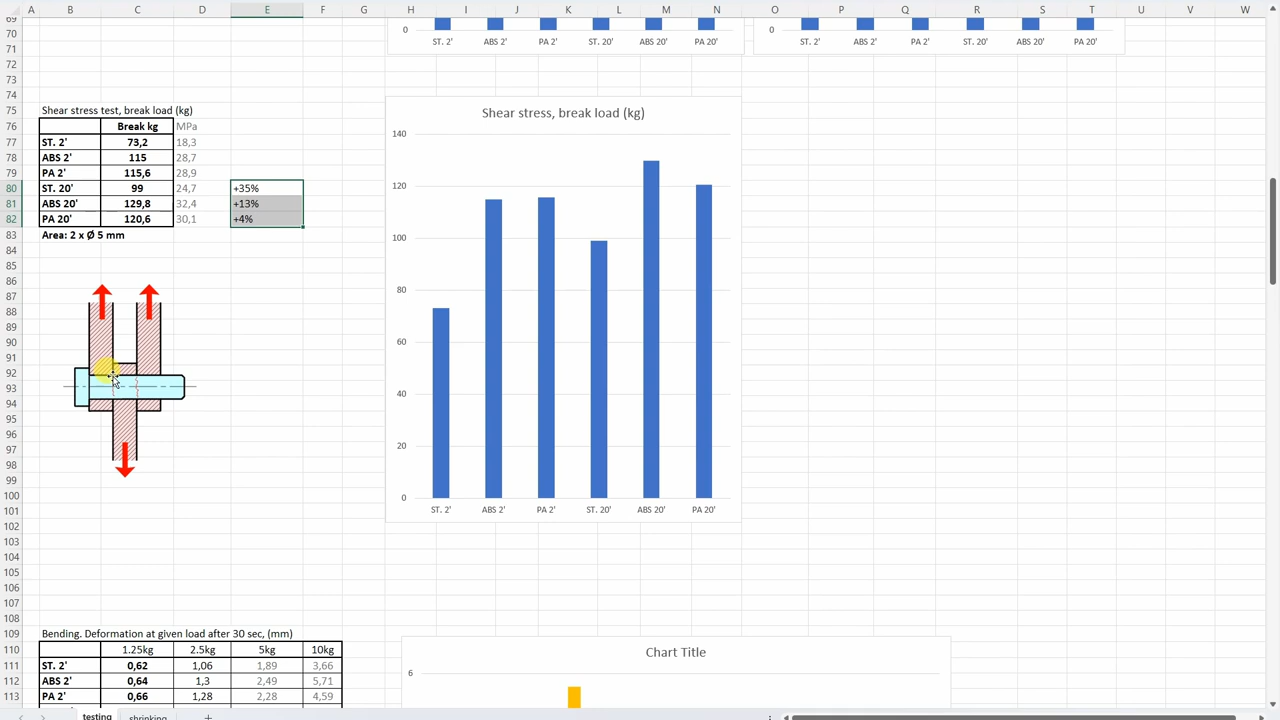 A B C D E F G H I J K L M N O P Q R S T U V W
69
70
71
72
73
74
75
76
77
78
79
80
81
82
83
84
85
86
87
88
89
90
91
92
93
94
95
96
97
98
99
100
101
102
103
104
105
106
107
108
109
110
111
112
113
0
ST. 2' ABS 2' PA 2' ST. 20' ABS 20' PA 20'
0
ST. 2' ABS 2' PA 2' ST. 20' ABS 20' PA 20'
Shear stress test, break load (kg)
Break kg MPa
ST. 2' 73,2 18,3
ABS 2' 115 28,7
PA 2' 115,6 28,9
ST. 20' 99 24,7 +35%
ABS 20' 129,8 32,4 +13%
PA 20' 120,6 30,1 +4%
Area: 2 x Ø 5 mm
Shear stress, break load (kg)
140
120
100
80
60
40
20
0
ST. 2' ABS 2' PA 2' ST. 20' ABS 20' PA 20'
Bending. Deformation at given load after 30 sec, (mm)
1.25kg 2.5kg 5kg 10kg
ST. 2' 0,62 1,06 1,89 3,66
ABS 2' 0,64 1,3 2,49 5,71
PA 2' 0,66 1,28 2,28 4,59
Chart Title
6
testing shrinking